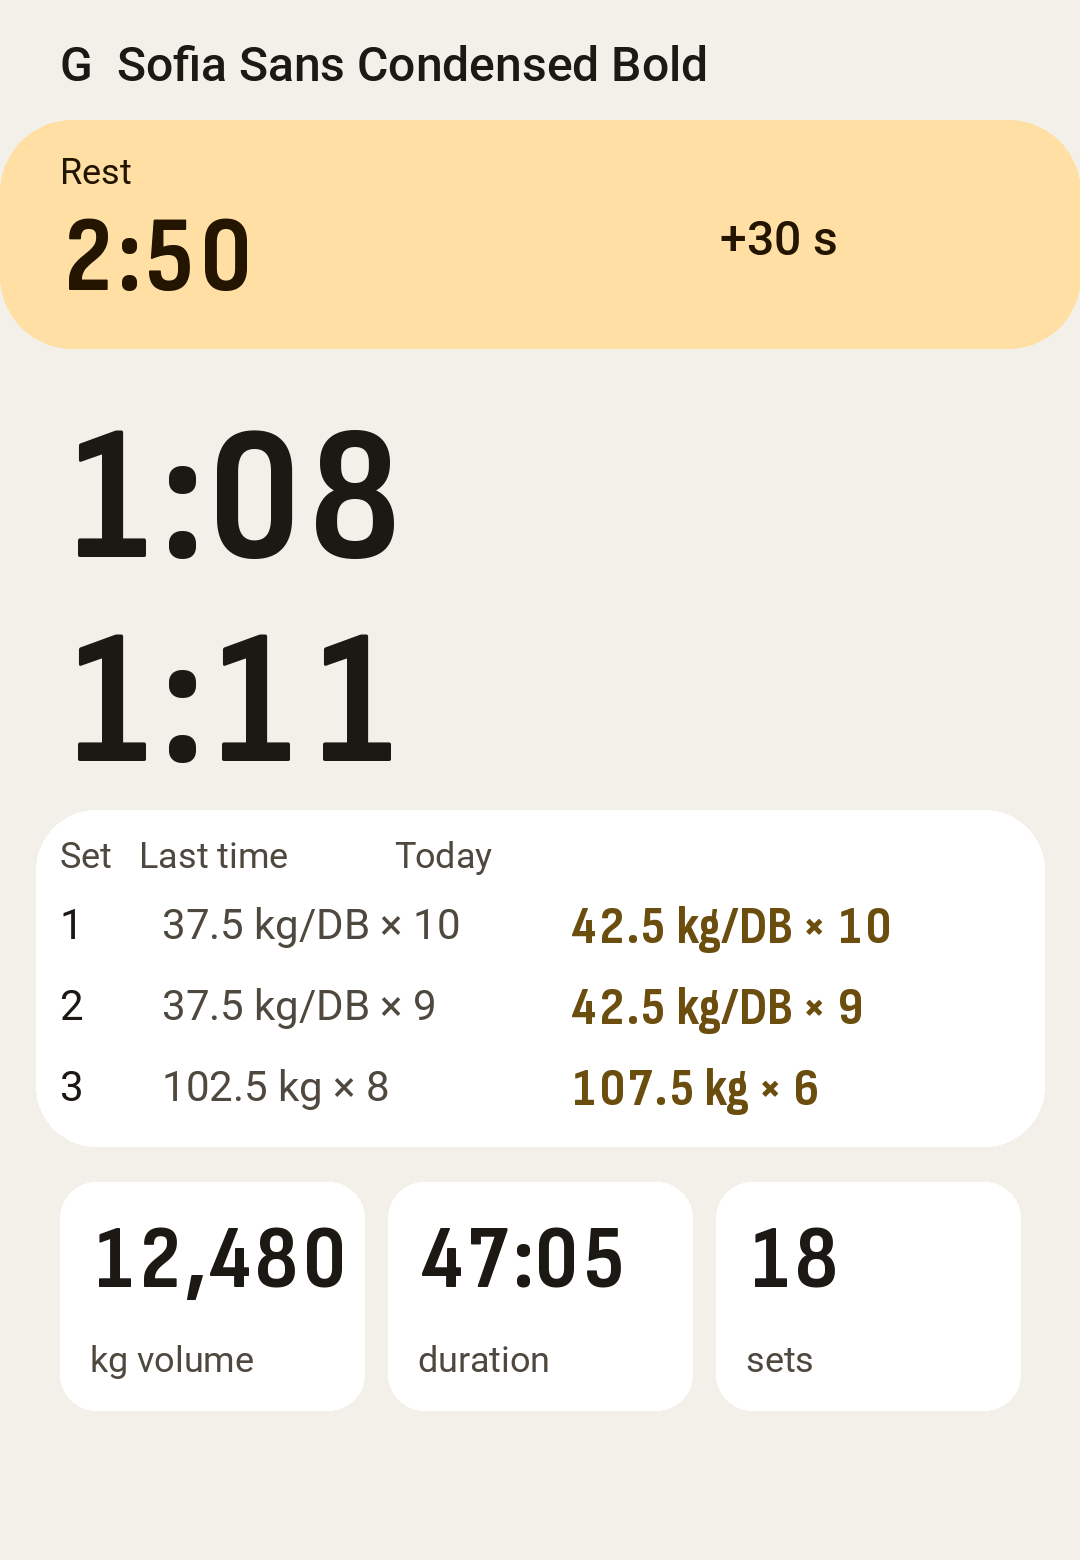 G Sofia Sans Condensed Bold
Rest
2:50
+30 s
1:08
1:11
Set Last time Today
1 37.5 kg/DB × 10 42.5 kg/DB × 10
2 37.5 kg/DB × 9 42.5 kg/DB × 9
3 102.5 kg × 8 107.5 kg × 6
12,480 47:05 18
kg volume duration sets